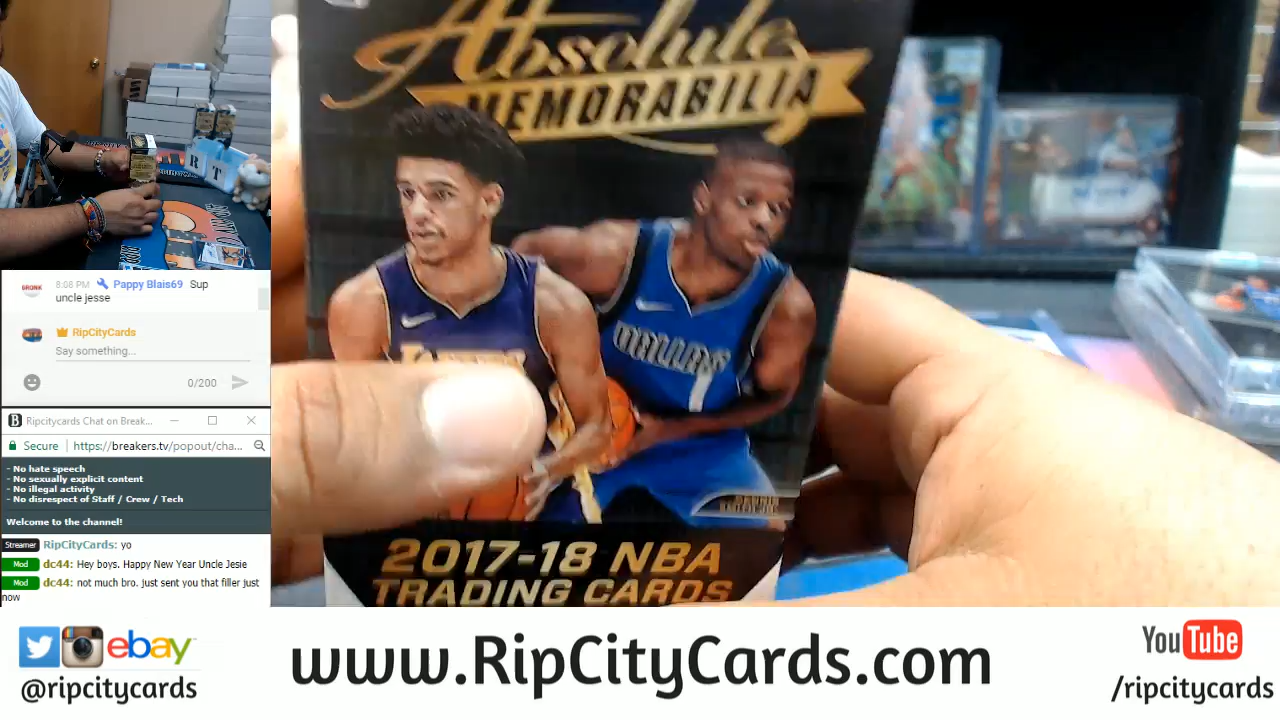 Absolute
MEMORABILIA
DALLAS
1
2017-18 NBA
TRADING CARDS
R
T
GRONK
8:08 PM Pappy Blais69 Sup
uncle jesse
RipCityCards
Say something...
0/200
Ripcitycards Chat on Break...
Secure https://breakers.tv/popout/cha...
- No hate speech
- No sexually explicit content
- No illegal activity
- No disrespect of Staff / Crew / Tech
Welcome to the channel!
Streamer RipCityCards: yo
Mod dc44: Hey boys. Happy New Year Uncle Jesie
Mod dc44: not much bro. just sent you that filler just
now
ebay
@ripcitycards
www.RipCityCards.com
YouTube
/ripcitycards